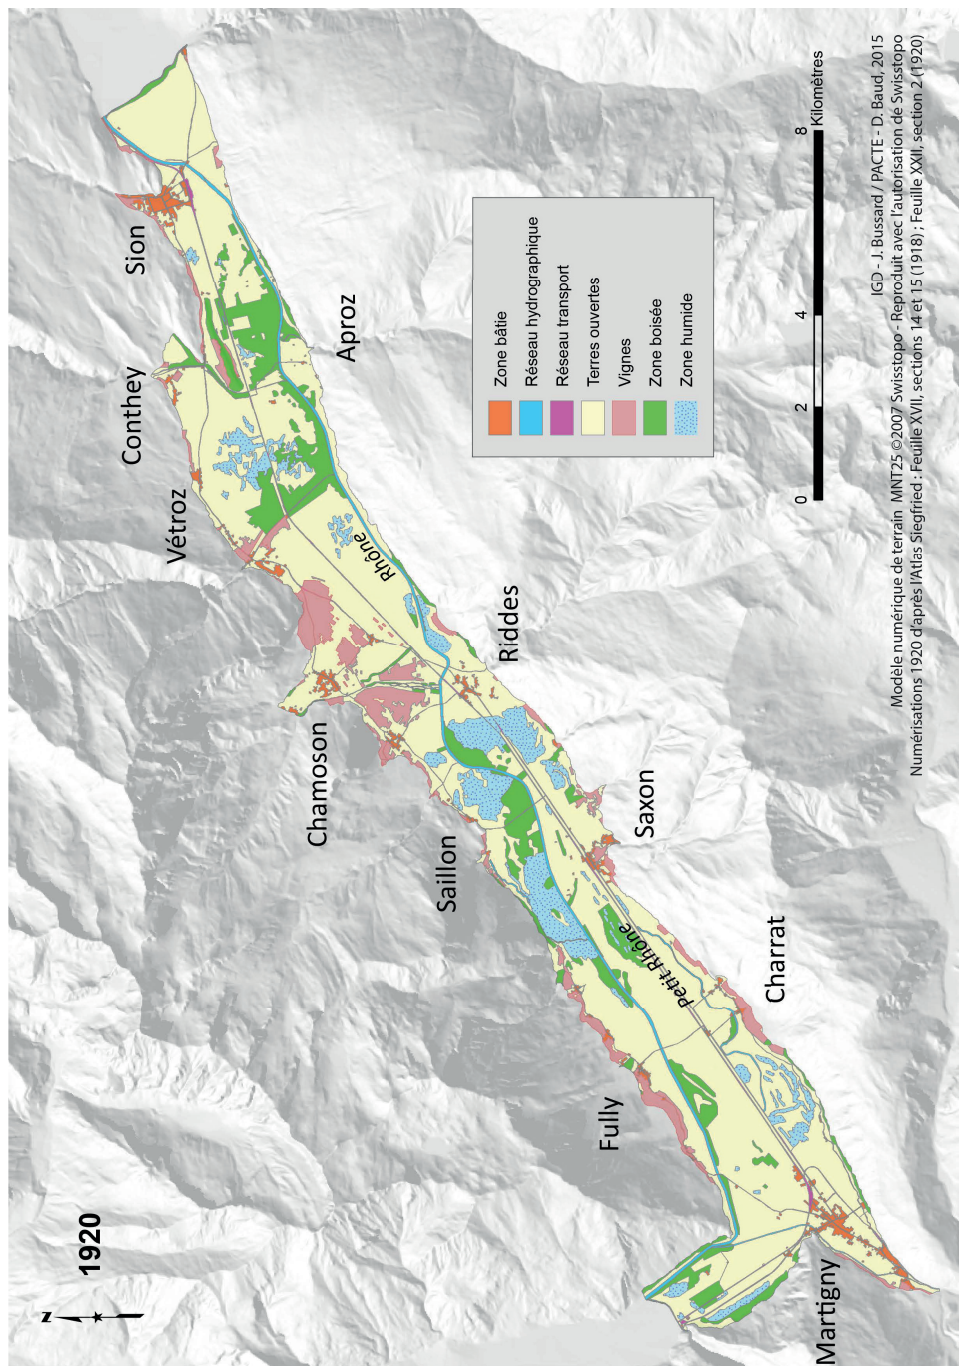 1920
N
Sion
Conthey
Vétroz
Aproz
Rhône
Chamoson
Riddes
Saillon
Saxon
Petit Rhône
Fully
Charrat
Martigny
Zone bâtie
Réseau hydrographique
Réseau transport
Terres ouvertes
Vignes
Zone boisée
Zone humide
0 2 4 8
Kilomètres
IGD - J. Bussard / PACTE - D. Baud, 2015
Modèle numérique de terrain MNT25 ©2007 Swisstopo - Reproduit avec l'autorisation de Swisstopo
Numérisations 1920 d'après l'Atlas Siegfried : Feuille XVII, sections 14 et 15 (1918) ; Feuille XXII, section 2 (1920)